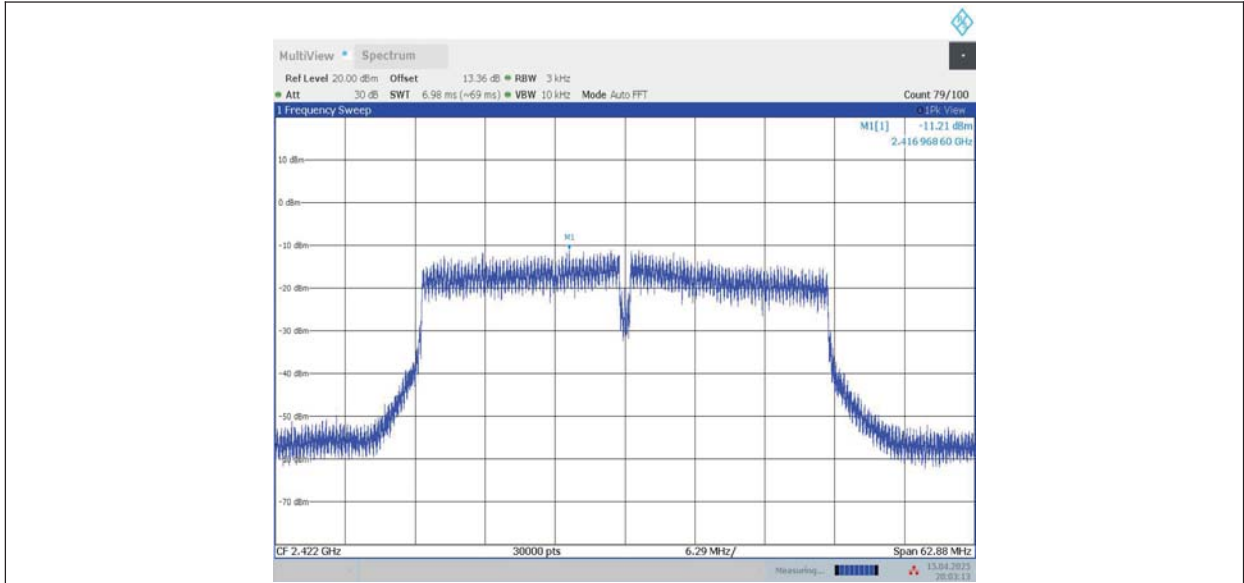 MultiView Spectrum
Ref Level 20.00 dBm Offset 13.36 dB RBW 3 kHz
Att 30 dB SWT 6.98 ms (~69 ms) VBW 10 kHz Mode Auto FFT Count 79/100
1 Frequency Sweep 1Pk View
M1[1] -11.21 dBm
2.416 968 60 GHz
10 dBm
0 dBm
M1
-10 dBm
-20 dBm
-30 dBm
-40 dBm
-50 dBm
-70 dBm
CF 2.422 GHz 30000 pts 6.29 MHz/ Span 62.88 MHz
Measuring... 15.04.2025
20:03:13